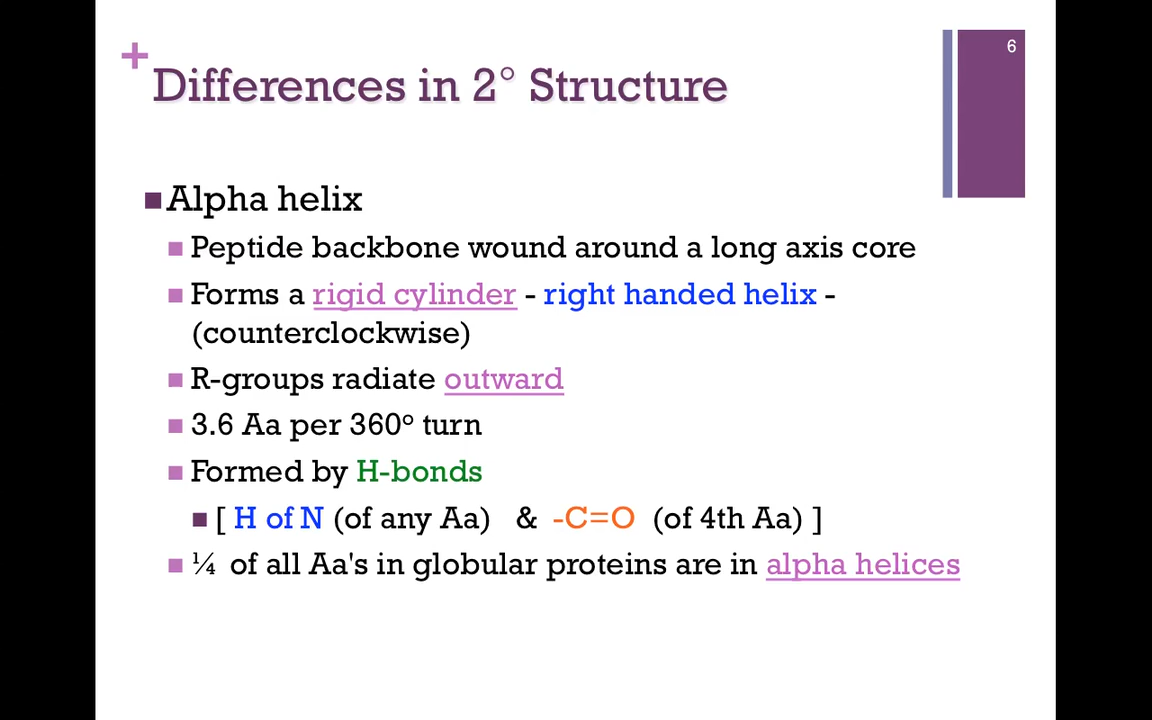 6
+
Differences in 2° Structure
Alpha helix
Peptide backbone wound around a long axis core
Forms a rigid cylinder - right handed helix -
(counterclockwise)
R-groups radiate outward
3.6 Aa per 360° turn
Formed by H-bonds
[ H of N (of any Aa) & -C=O (of 4th Aa) ]
¼ of all Aa's in globular proteins are in alpha helices